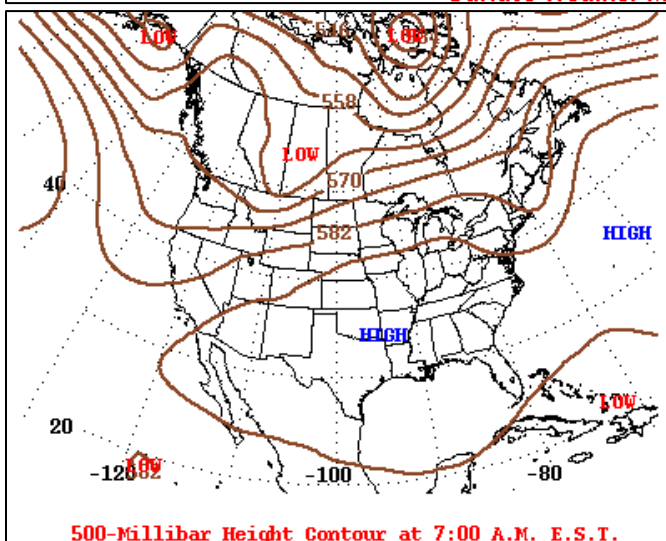 LOW
LOW
558
LOW
570
40
582
HIGH
HIGH
LOW
20
LOW
-120
-100
-80
500-Millibar Height Contour at 7:00 A.M. E.S.T.